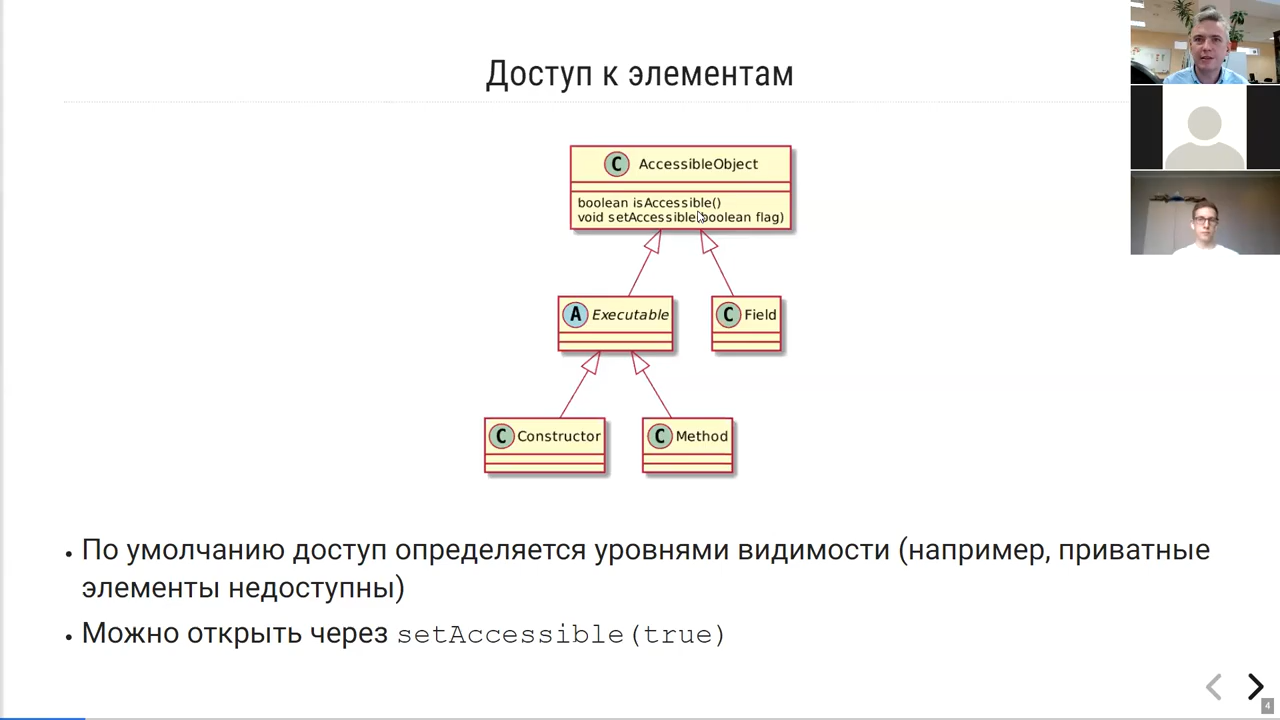 Доступ к элементам
C AccessibleObject
boolean isAccessible()
void setAccessible(boolean flag)
A Executable
C Field
C Constructor
C Method
• По умолчанию доступ определяется уровнями видимости (например, приватные
элементы недоступны)
• Можно открыть через setAccessible(true)
4